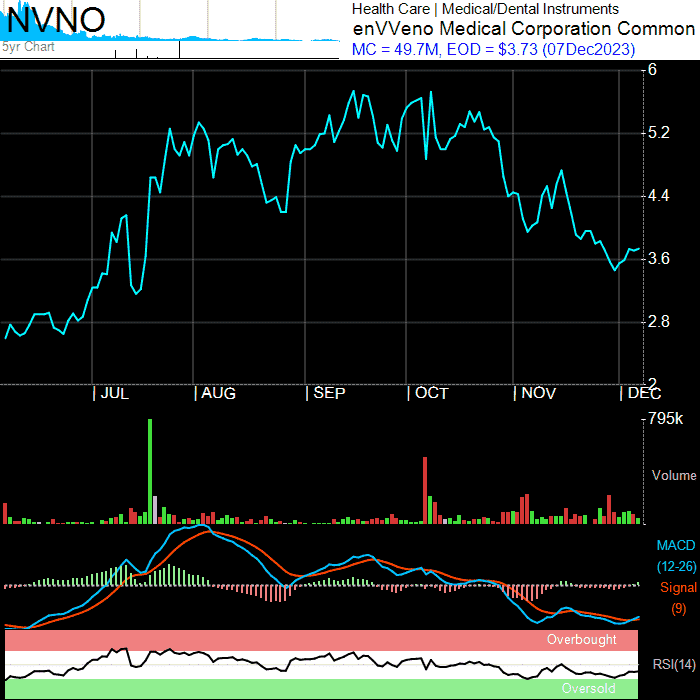 NVNO
5yr Chart
Health Care | Medical/Dental Instruments
enVVeno Medical Corporation Common
MC = 49.7M, EOD = $3.73 (07Dec2023)
6
5.2
4.4
3.6
2.8
2
JUL
AUG
SEP
OCT
NOV
DEC
795k
Volume
MACD
(12-26)
Signal
(9)
Overbought
RSI(14)
Oversold